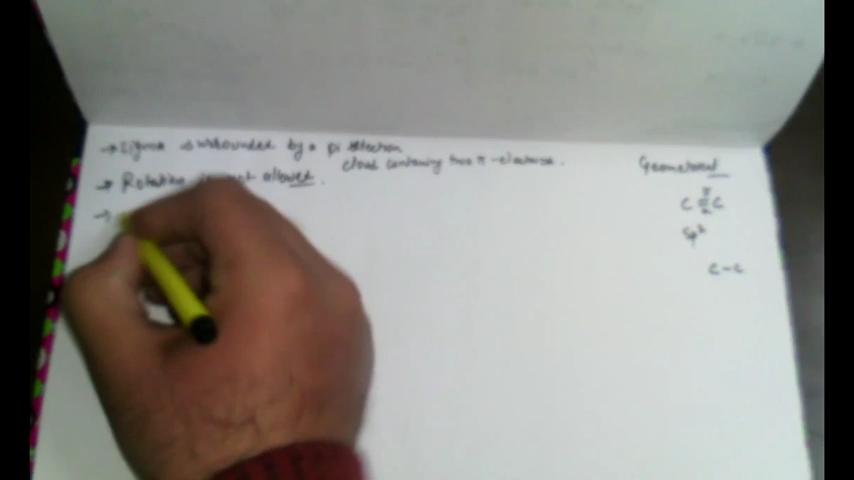 → Sigma is surrounded by a pi electron
cloud containing two π-electrons.
→ Rotation is not allowed.
→
Geometrical
C C
sp²
C-C